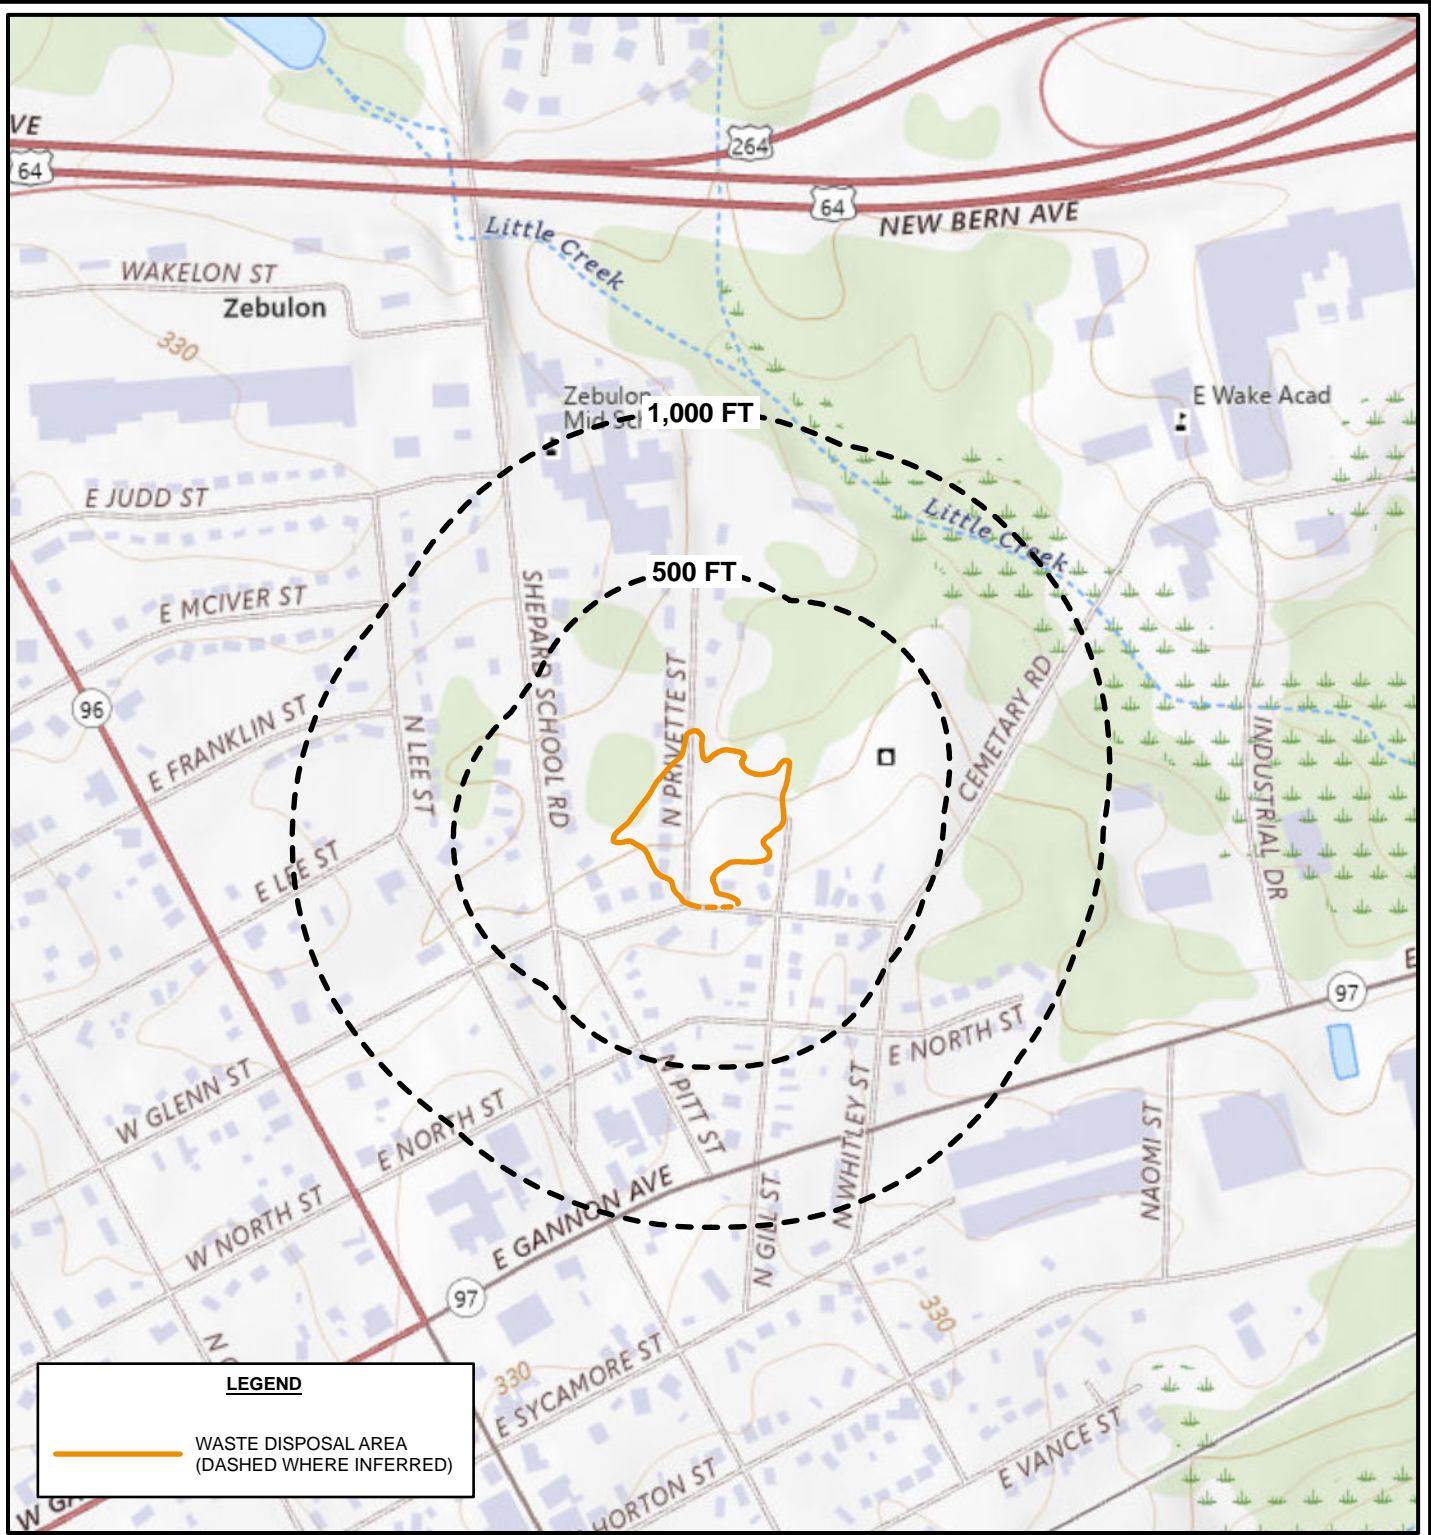 VE
64
264
64
NEW BERN AVE
Little Creek
WAKELON ST
Zebulon
330
Zebulon
Mid Sch
1,000 FT
E Wake Acad
E JUDD ST
Little Creek
500 FT
E MCIVER ST
SHEPARD SCHOOL RD
N PRIVETTE ST
CEMETARY RD
96
E FRANKLIN ST
N LEE ST
INDUSTRIAL DR
E LEE ST
E
97
W GLENN ST
E NORTH ST
E NORTH ST
N PITT ST
N WHITLEY ST
NAOMI ST
W NORTH ST
E GANNON AVE
N GILL ST
97
330
N
330
E SYCAMORE ST
LEGEND
WASTE DISPOSAL AREA
(DASHED WHERE INFERRED)
E VANCE ST
HORTON ST
W GA